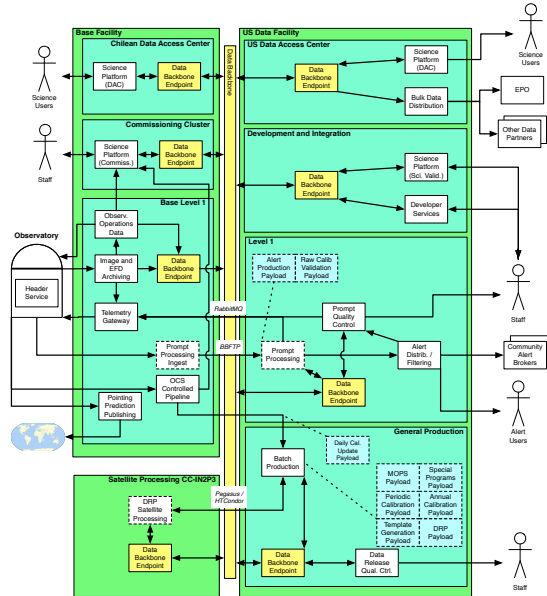 Base Facility
Chilean Data Access Center
Science
Platform
(DAC)
Data
Backbone
Endpoint
Science
Users
Commissioning Cluster
Science
Platform
(Commiss.)
Data
Backbone
Endpoint
Staff
Base Level 1
Observ.
Operations
Data
Image and
EFD
Archiving
Data
Backbone
Endpoint
Telemetry
Gateway
Prompt
Processing
Ingest
OCS
Controlled
Pipeline
Pointing
Prediction
Publishing
Observatory
Header
Service
Satellite Processing CC-IN2P3
DRP
Satellite
Processing
Data
Backbone
Endpoint
Data Backbone
RabbitMQ
BBFTP
Pegasus /
HTCondor
US Data Facility
US Data Access Center
Data
Backbone
Endpoint
Science
Platform
(DAC)
Bulk Data
Distribution
Science
Users
EPO
Other Data
Partners
Development and Integration
Data
Backbone
Endpoint
Science
Platform
(Sci. Valid.)
Developer
Services
Level 1
Alert
Production
Payload
Raw Calib
Validation
Payload
Prompt
Quality
Control
Prompt
Processing
Alert
Distrib. /
Filtering
Data
Backbone
Endpoint
Staff
Community
Alert
Brokers
Alert
Users
General Production
Daily Cal.
Update
Payload
Batch
Production
MOPS
Payload
Special
Programs
Payload
Periodic
Calibration
Payload
Annual
Calibration
Payload
Template
Generation
Payload
DRP
Payload
Data
Backbone
Endpoint
Data
Release
Qual. Ctrl.
Staff